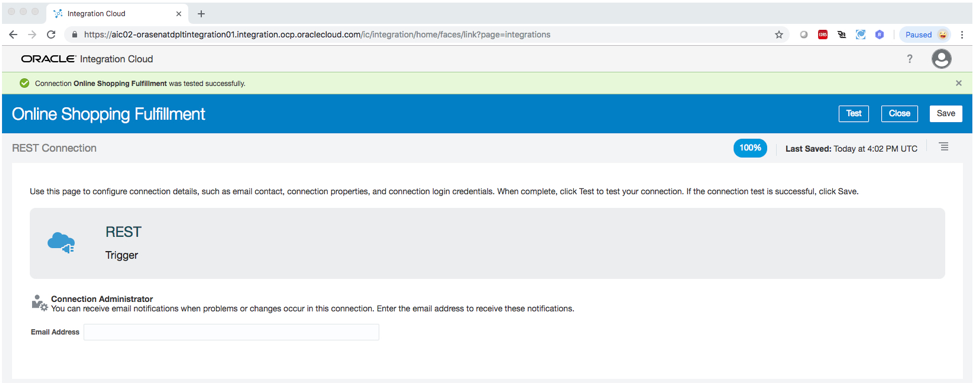 Integration Cloud
https://aic02-orasenatdpltintegration01.integration.ocp.oraclecloud.com/ic/integration/home/faces/link?page=integrations
Paused
ORACLE Integration Cloud
?
Connection Online Shopping Fulfillment was tested successfully.
Online Shopping Fulfillment
Test
Close
Save
REST Connection
100%
Last Saved: Today at 4:02 PM UTC
Use this page to configure connection details, such as email contact, connection properties, and connection login credentials. When complete, click Test to test your connection. If the connection test is successful, click Save.
REST
Trigger
Connection Administrator
You can receive email notifications when problems or changes occur in this connection. Enter the email address to receive these notifications.
Email Address